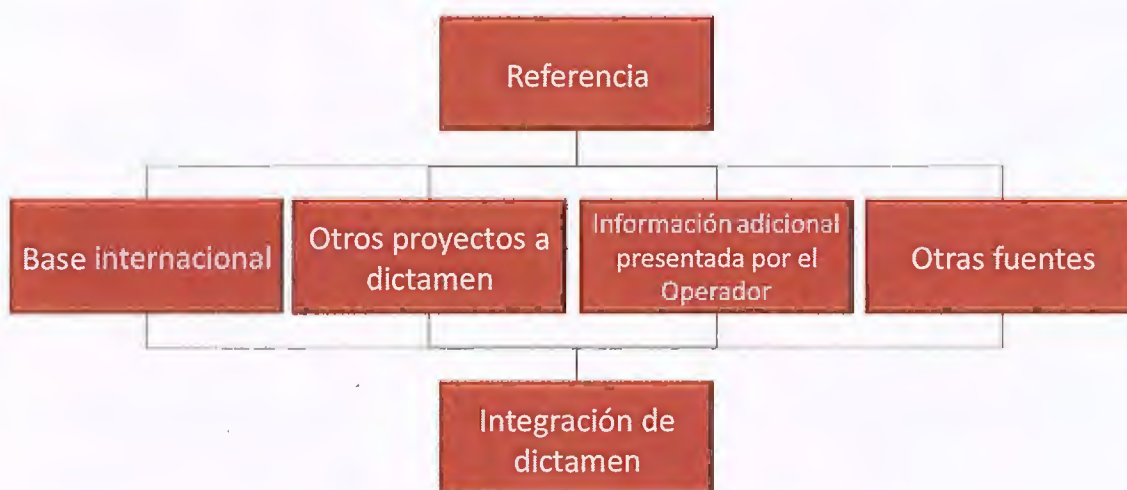 Referencia
Base internacional
Otros proyectos a
dictamen
Información adicional
presentada por el
Operador
Otras fuentes
Integración de
dictamen